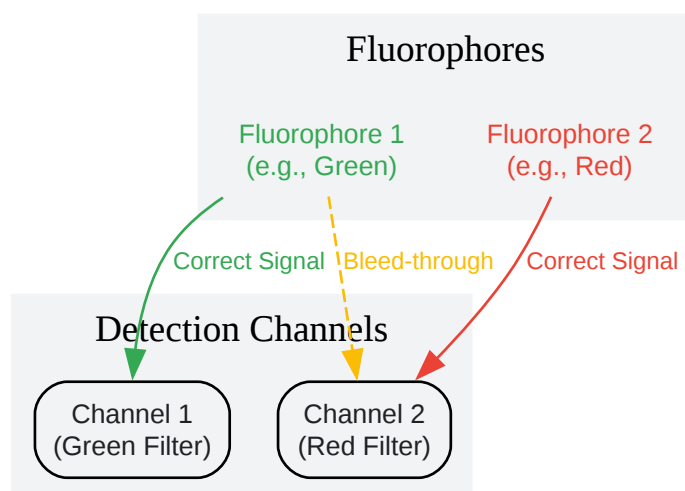 Fluorophores
Fluorophore 1
(e.g., Green)
Fluorophore 2
(e.g., Red)
Correct Signal
Bleed-through
Correct Signal
Detection Channels
Channel 1
(Green Filter)
Channel 2
(Red Filter)